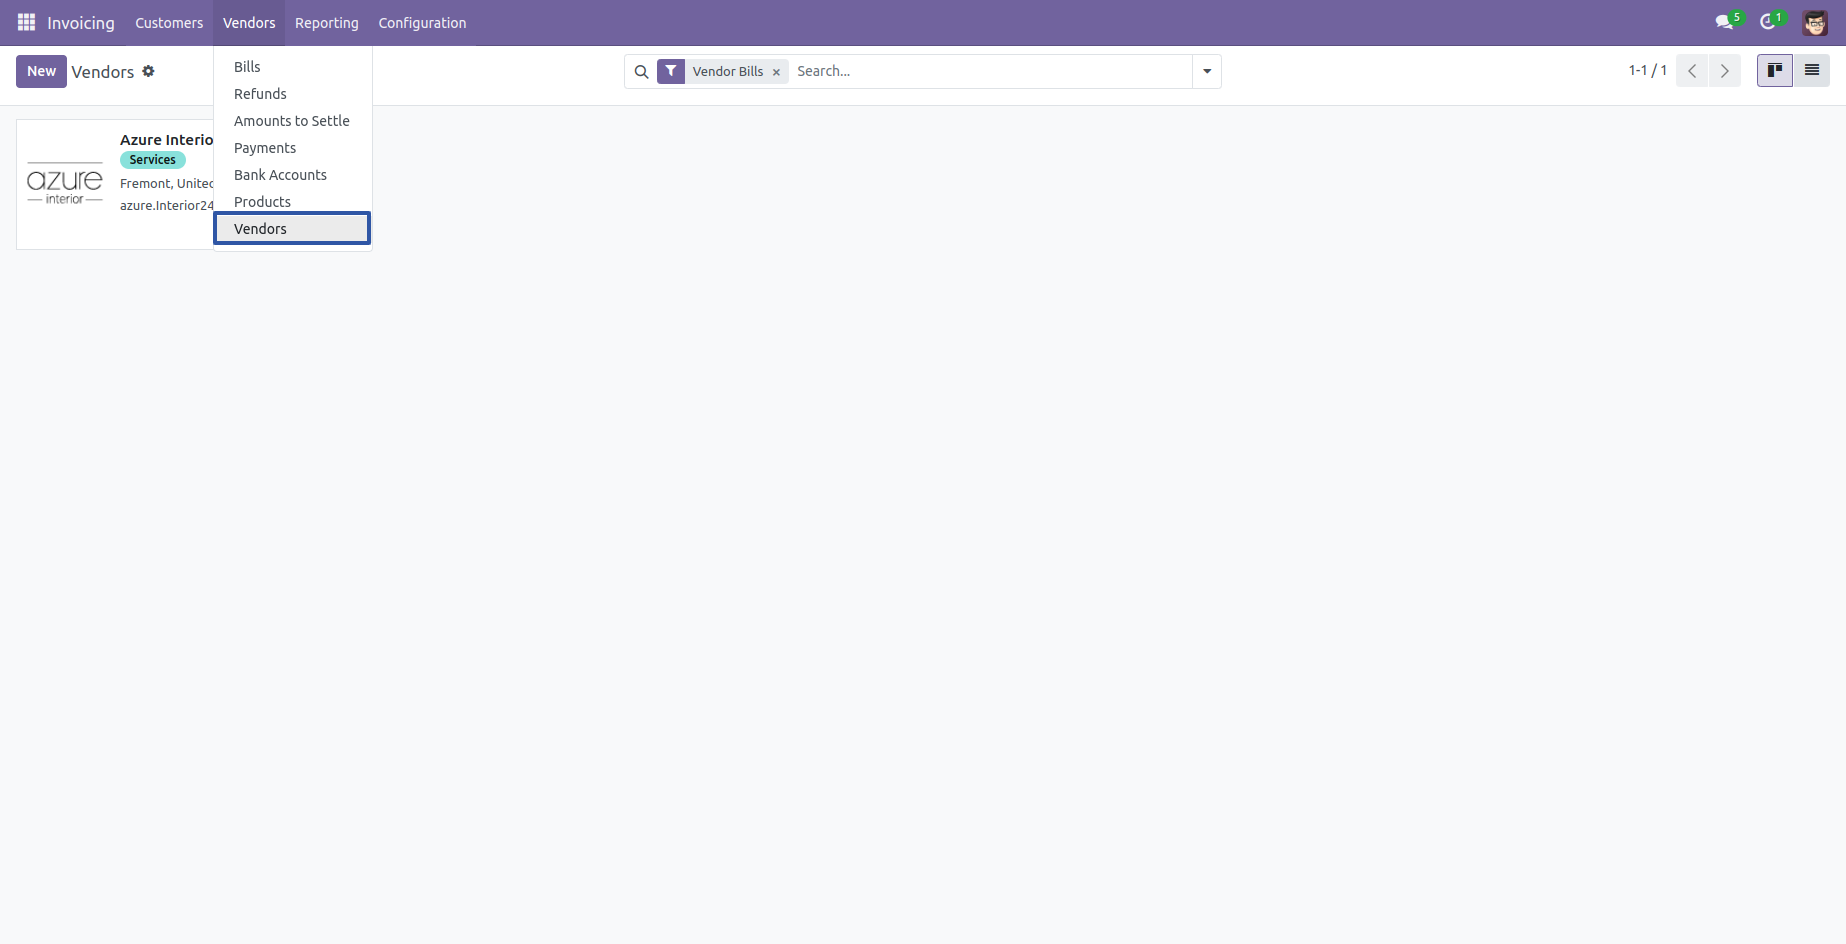 Invoicing Customers Vendors Reporting Configuration 5 1
New Vendors Vendor Bills × Search... 1-1 / 1
Bills
Refunds
Amounts to Settle
Payments
Bank Accounts
Products
Vendors
Azure Interio
Services
Fremont, United
azure.Interior24
azure
interior